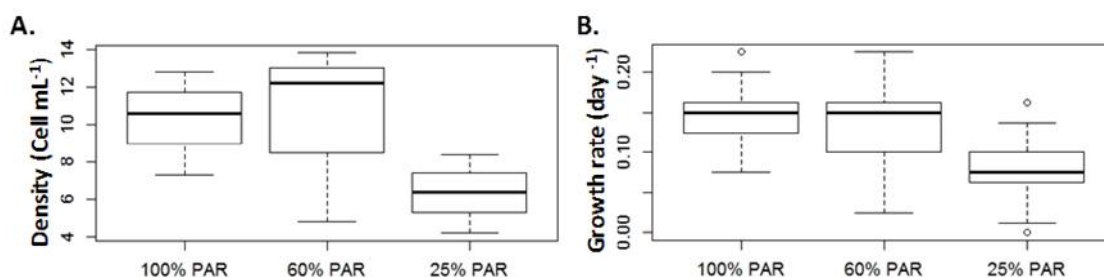 A.
Density (Cell mL⁻¹)
14
12
10
8
6
4
100% PAR 60% PAR 25% PAR
B.
Growth rate (day ⁻¹)
0.20
0.10
0.00
100% PAR 60% PAR 25% PAR